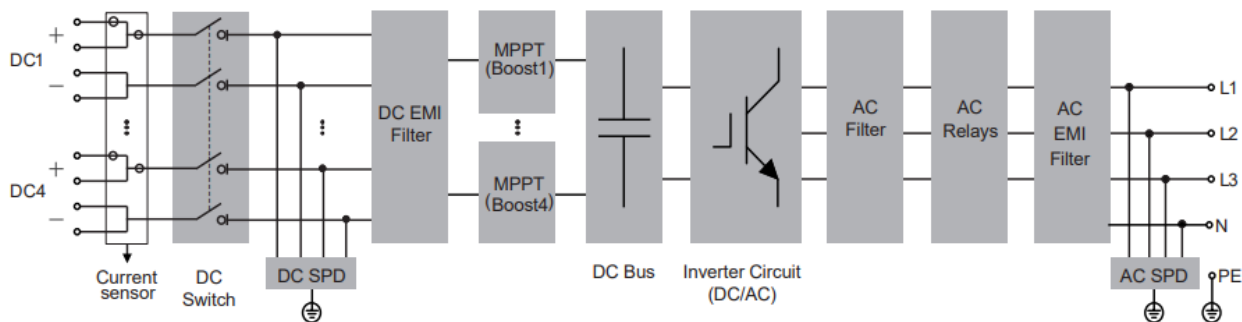 DC1
+
−
DC4
+
−
Current
sensor
DC
Switch
DC SPD
DC EMI
Filter
MPPT
(Boost1)
MPPT
(Boost4)
DC Bus
Inverter Circuit
(DC/AC)
AC
Filter
AC
Relays
AC
EMI
Filter
L1
L2
L3
N
AC SPD
PE